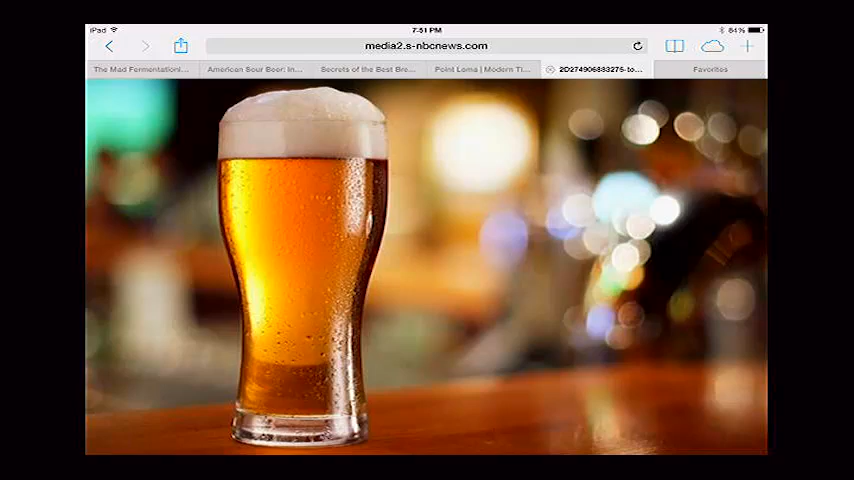 iPad 7:51 PM 84%
media2.s-nbcnews.com
The Mad Fermentationi... American Sour Beer: In... Secrets of the Best Bre... Point Loma | Modern Ti... 2D274906883275-to... Favorites